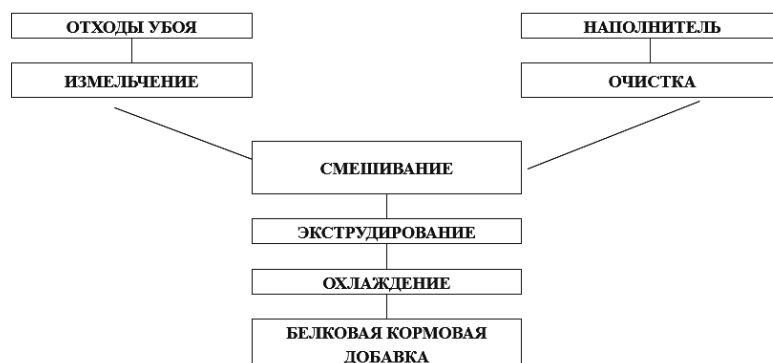 ОТХОДЫ УБОЯ
НАПОЛНИТЕЛЬ
ИЗМЕЛЬЧЕНИЕ
ОЧИСТКА
СМЕШИВАНИЕ
ЭКСТРУДИРОВАНИЕ
ОХЛАЖДЕНИЕ
БЕЛКОВАЯ КОРМОВАЯ
ДОБАВКА